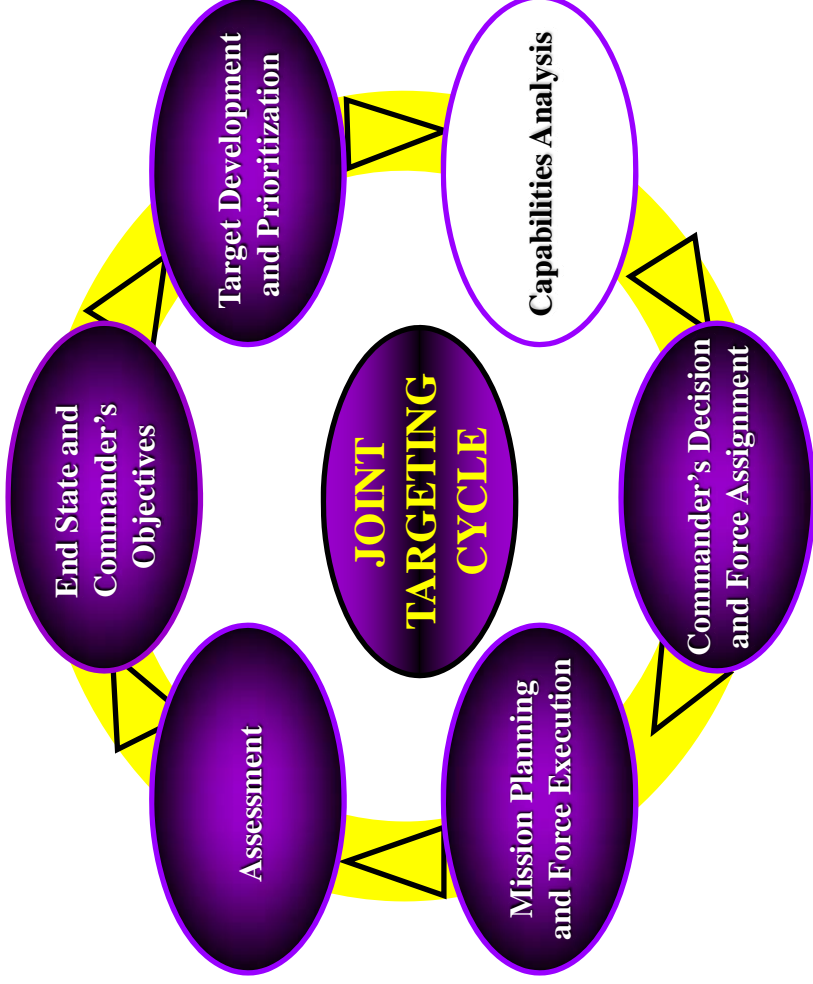 End State and
Commander’s
Objectives
Target Development
and Prioritization
Capabilities Analysis
Commander’s Decision
and Force Assignment
Mission Planning
and Force Execution
Assessment
JOINT
TARGETING
CYCLE